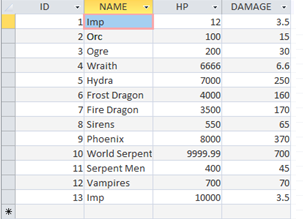 ID NAME HP DAMAGE
1 Imp 12 3.5
2 Orc 100 15
3 Ogre 200 30
4 Wraith 6666 6.6
5 Hydra 7000 250
6 Frost Dragon 4000 160
7 Fire Dragon 3500 170
8 Sirens 550 65
9 Phoenix 8000 370
10 World Serpent 9999.99 700
11 Serpent Men 400 45
12 Vampires 700 70
13 Imp 10000 3.5